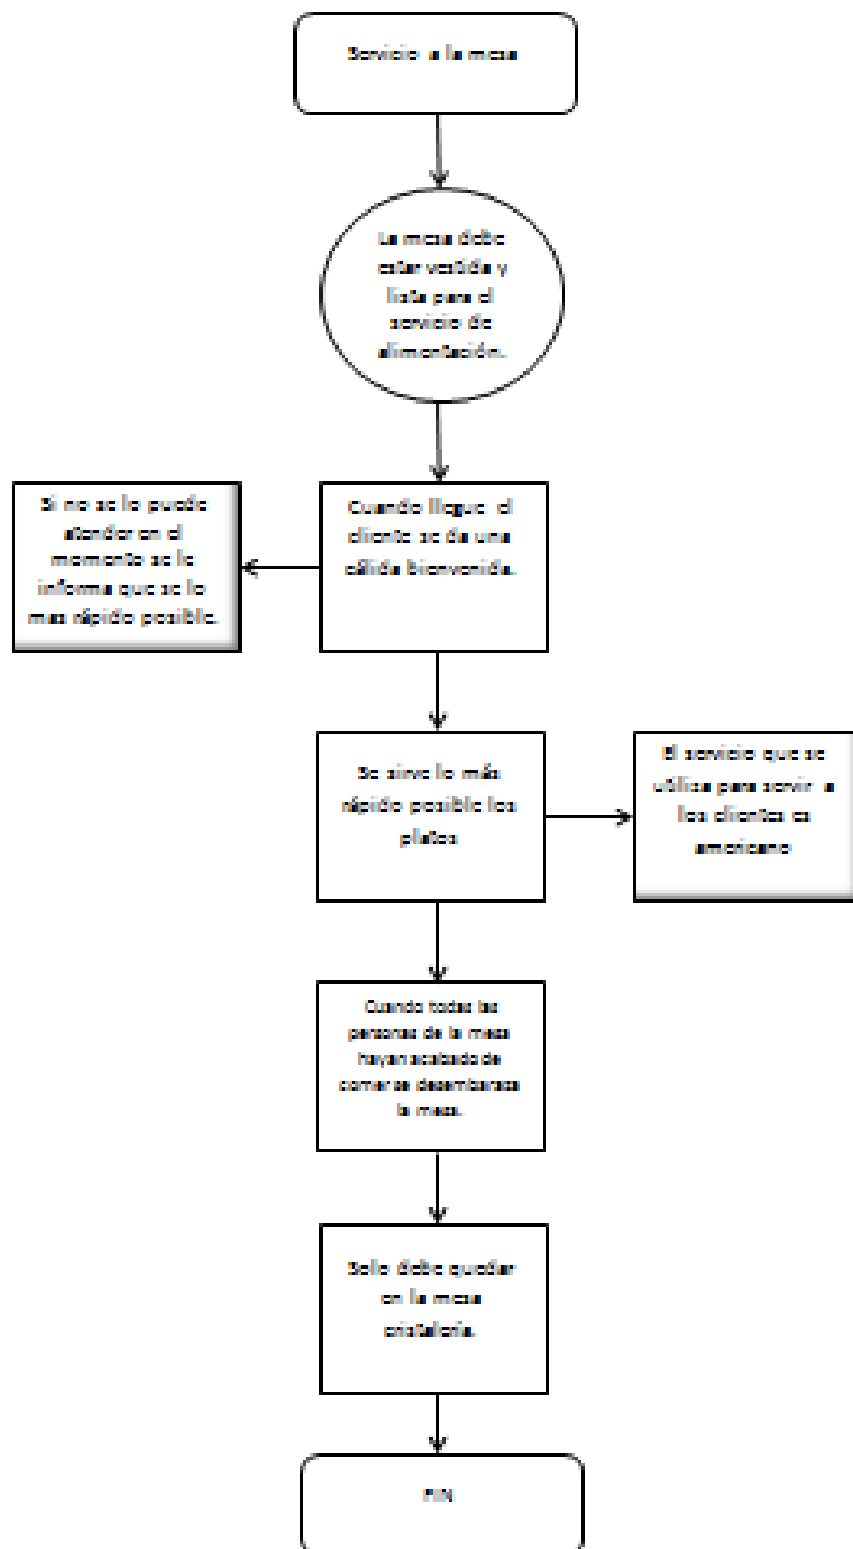 Servicio a la mesa
La mesa debe
estar vestida y
lista para el
servicio de
alimentación.
Si no se lo puede
atender en el
momento se le
informa que se lo
mas rápido posible.
Cuando llegue el
cliente se da una
cálida bienvenida.
Se sirve lo más
rápido posible los
platos
El servicio que se
utiliza para servir a
los clientes es
americano
Cuando todas las
personas de la mesa
hayan acabado de
comer se desembaraza
la mesa.
Solo debe quedar
en la mesa
cristalería.
FIN